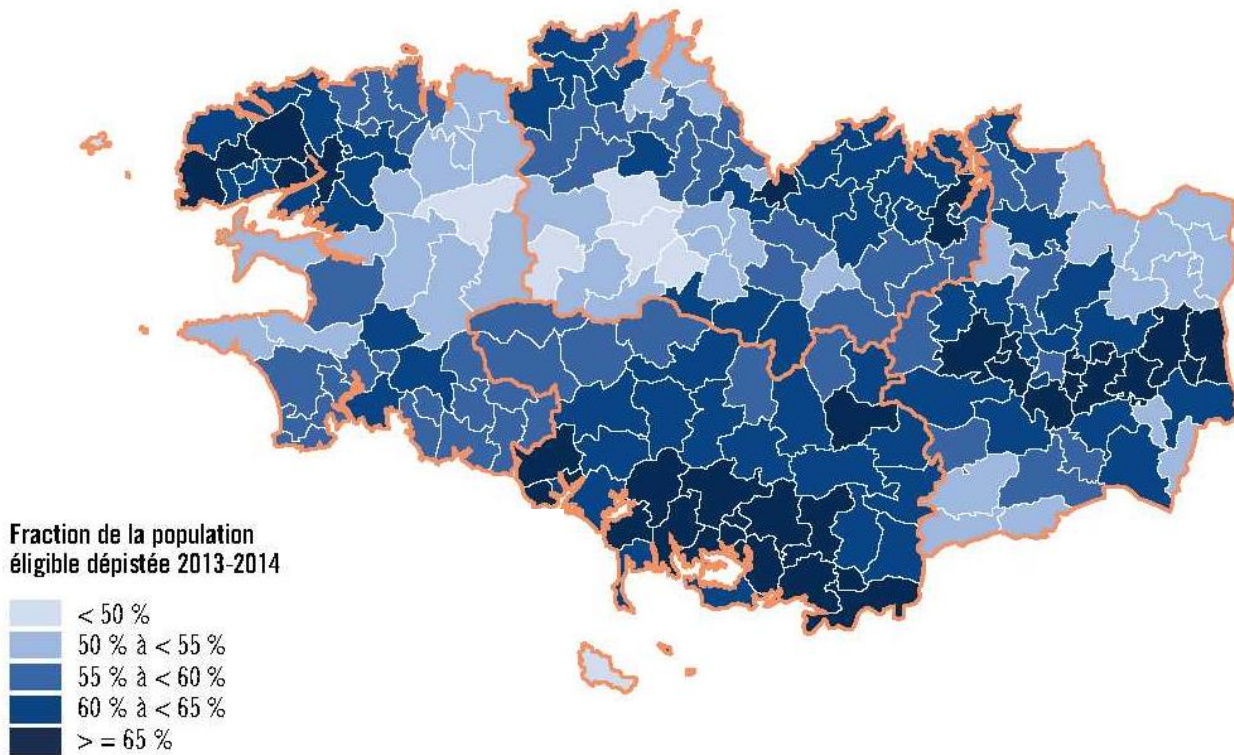 Fraction de la population
éligible dépistée 2013-2014
< 50 %
50 % à < 55 %
55 % à < 60 %
60 % à < 65 %
> = 65 %